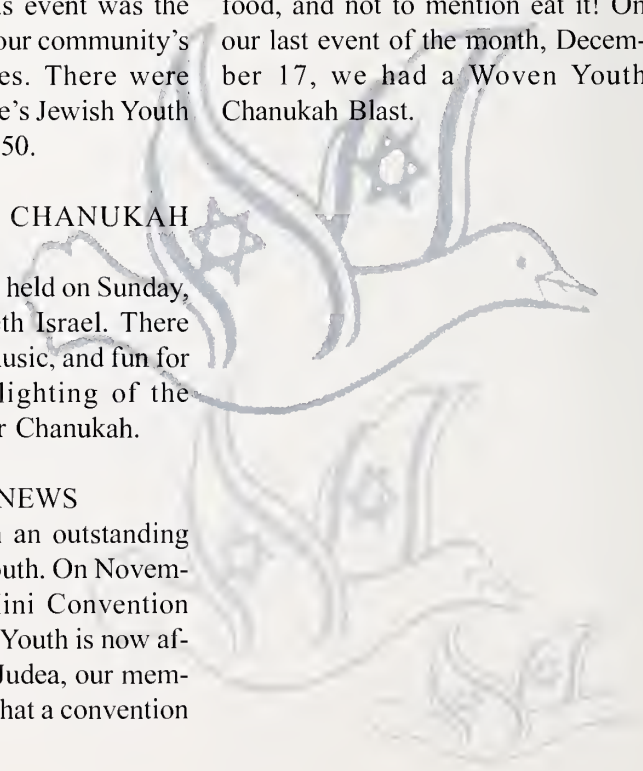 s event was the
our community's
es. There were
e's Jewish Youth
50.
CHANUKAH
held on Sunday,
eth Israel. There
usic, and fun for
lighting of the
r Chanukah.
NEWS
n an outstanding
outh. On Novem-
ini Convention
Youth is now af-
Judea, our mem-
hat a convention
food, and not to mention eat it! On
our last event of the month, Decem-
ber 17, we had a Woven Youth
Chanukah Blast.